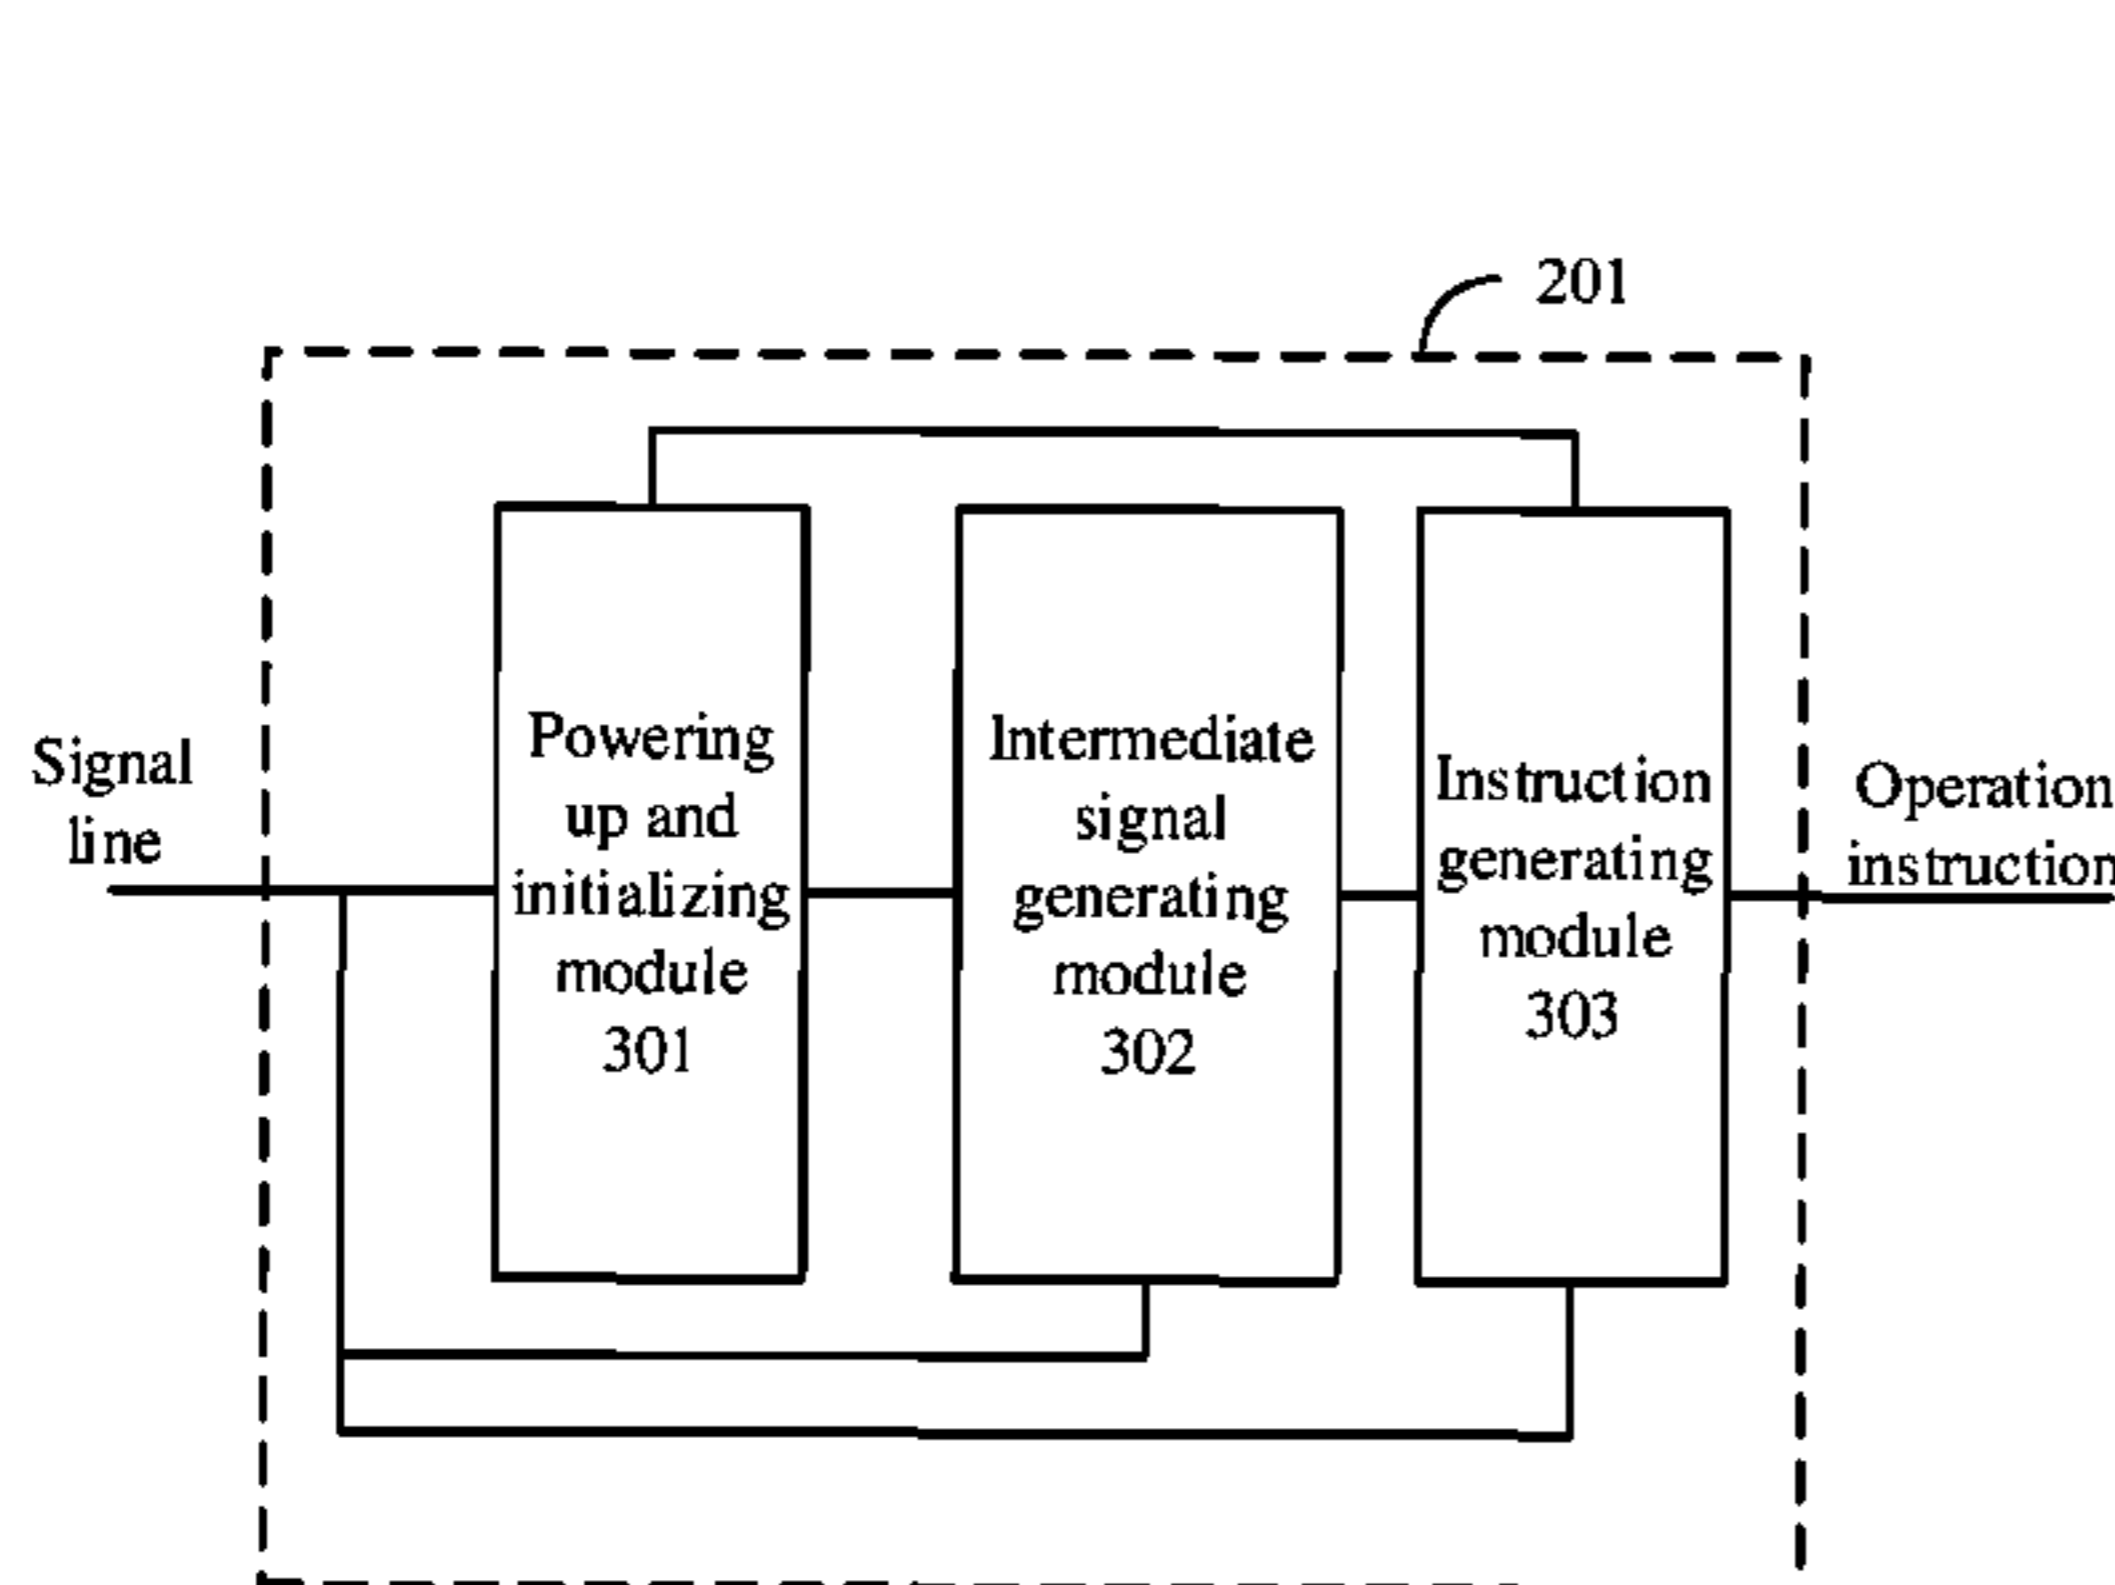 201
Signal
line
Powering
up and
initializing
module
301
Intermediate
signal
generating
module
302
Instruction
generating
module
303
Operation
instruction